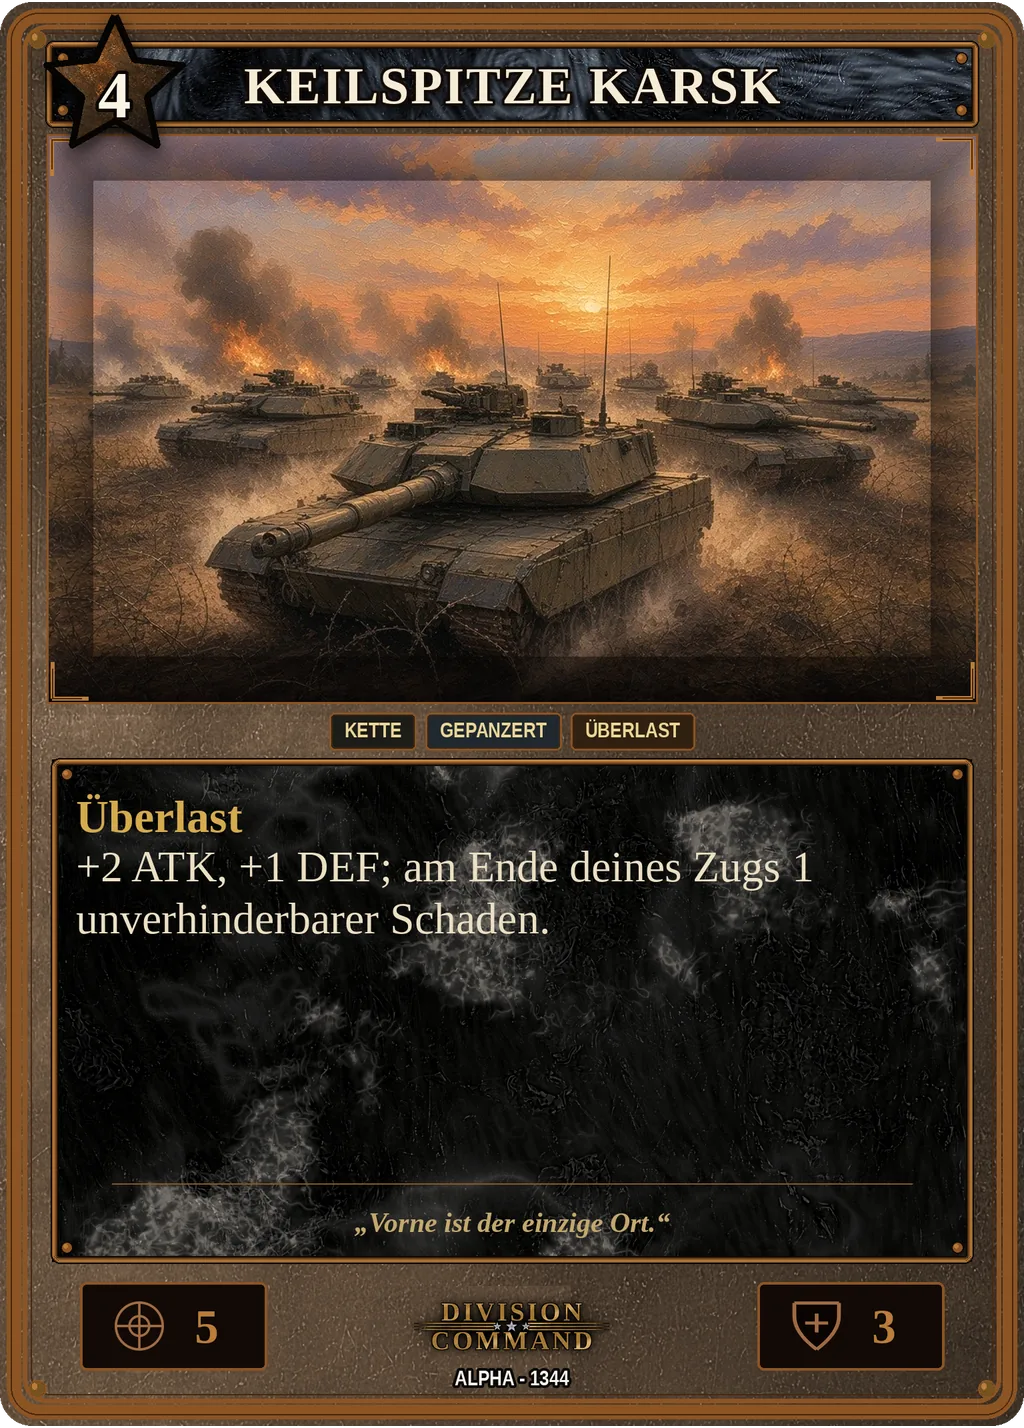 4
KEILSPITZE KARSK
KETTE GEPANZERT ÜBERLAST
Überlast
+2 ATK, +1 DEF; am Ende deines Zugs 1
unverhinderbarer Schaden.
„Vorne ist der einzige Ort.“
5
DIVISION
COMMAND
3
ALPHA - 1344